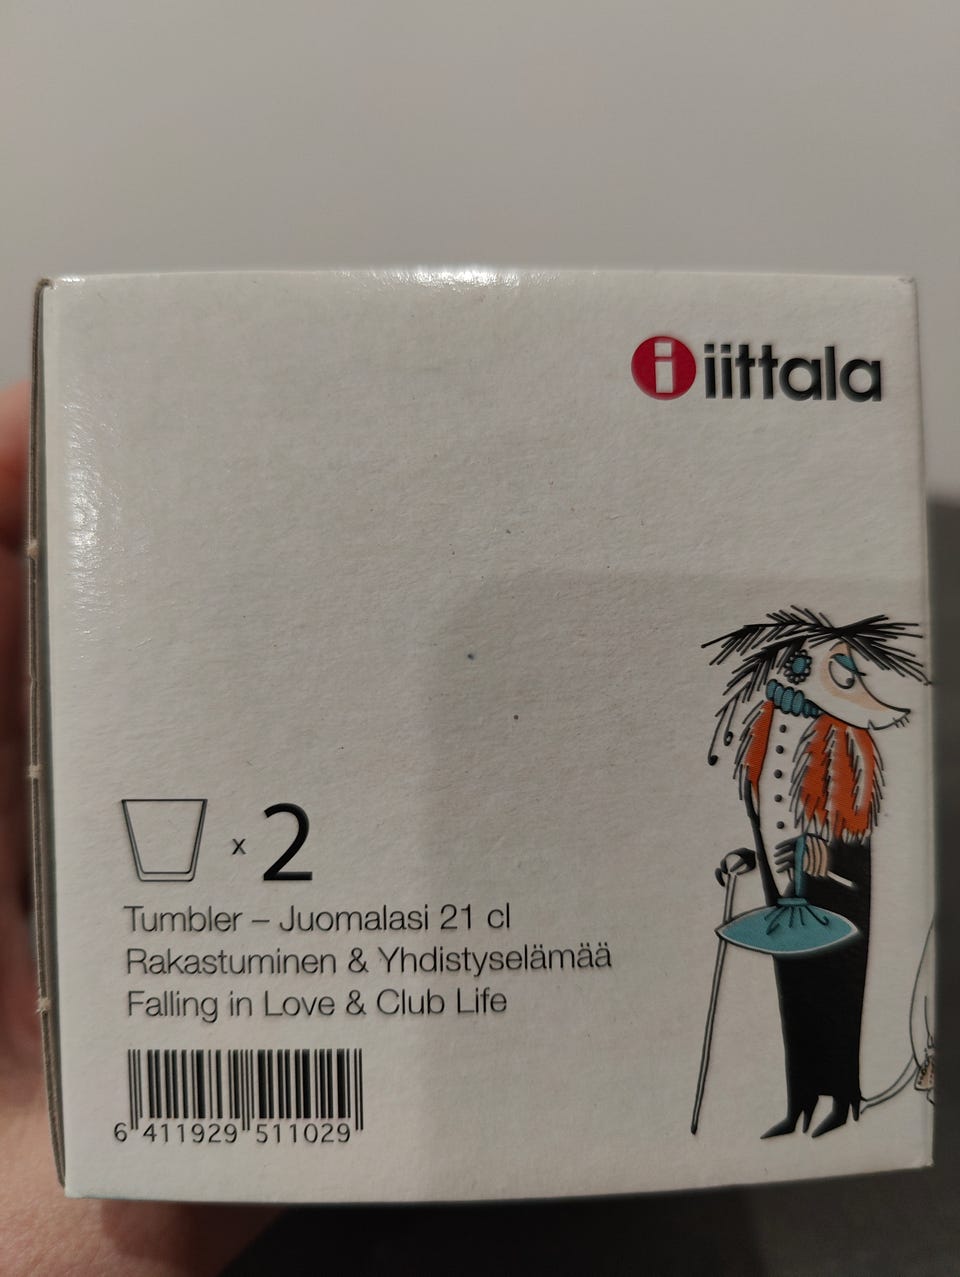 i iittala
x 2
Tumbler – Juomalasi 21 cl
Rakastuminen & Yhdistyselämää
Falling in Love & Club Life
6 411929 511029